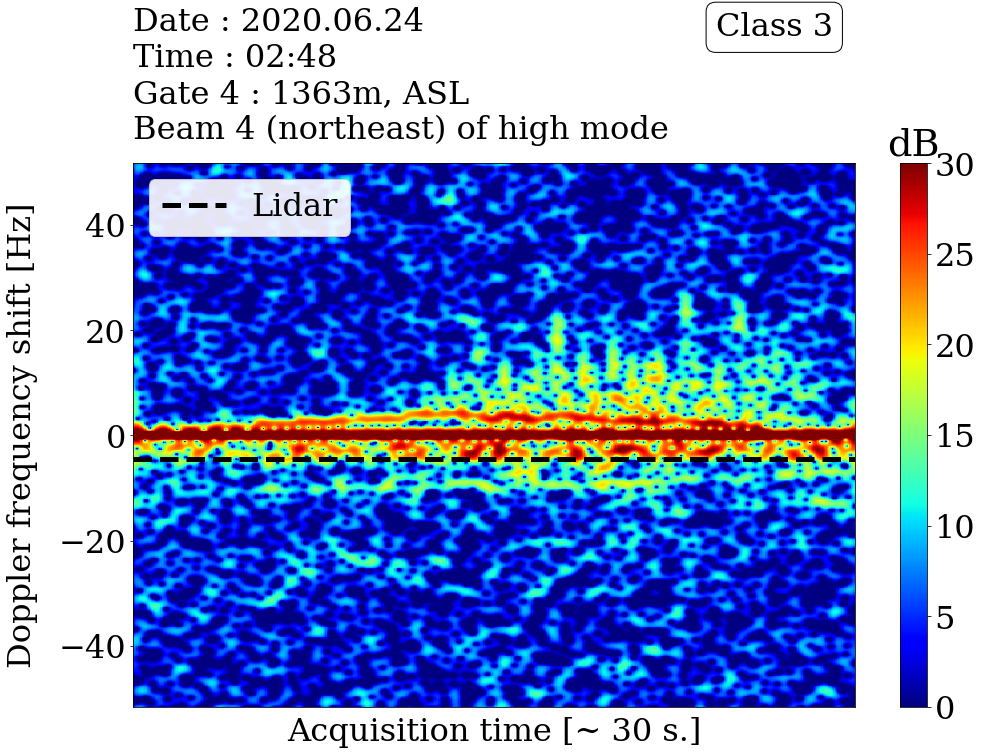 Date : 2020.06.24
Time : 02:48
Gate 4 : 1363m, ASL
Beam 4 (northeast) of high mode
Class 3
dB
Lidar
Doppler frequency shift [Hz]
40
20
0
−20
−40
30
25
20
15
10
5
0
Acquisition time [~ 30 s.]